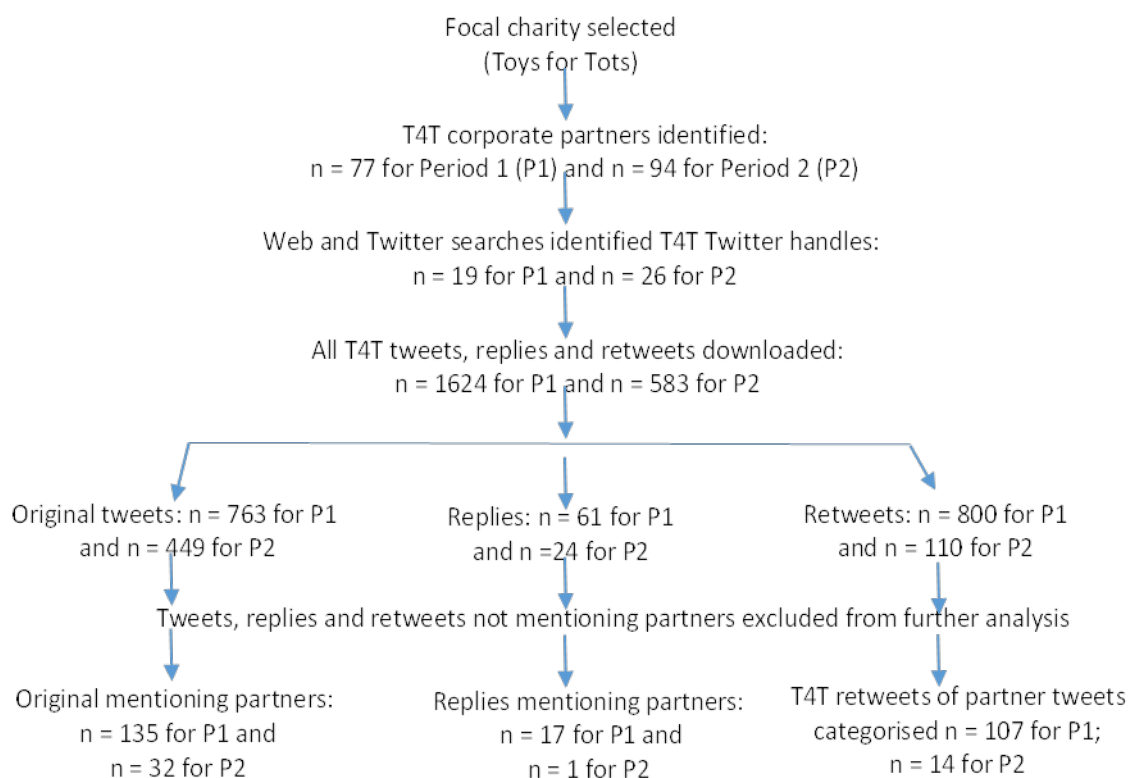 Focal charity selected
(Toys for Tots)
T4T corporate partners identified:
n = 77 for Period 1 (P1) and n = 94 for Period 2 (P2)
Web and Twitter searches identified T4T Twitter handles:
n = 19 for P1 and n = 26 for P2
All T4T tweets, replies and retweets downloaded:
n = 1624 for P1 and n = 583 for P2
Original tweets: n = 763 for P1
and n = 449 for P2
Replies: n = 61 for P1
and n =24 for P2
Retweets: n = 800 for P1
and n = 110 for P2
Tweets, replies and retweets not mentioning partners excluded from further analysis
Original mentioning partners:
n = 135 for P1 and
n = 32 for P2
Replies mentioning partners:
n = 17 for P1 and
n = 1 for P2
T4T retweets of partner tweets
categorised n = 107 for P1;
n = 14 for P2